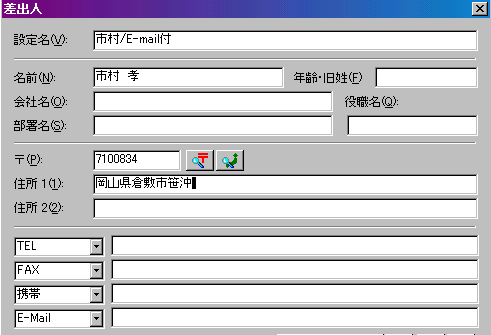 差出人
設定名(V): 市村/E-mail付
名前(N): 市村 孝 年齢・旧姓(F)
会社名(O): 役職名(Q):
部署名(S):
〒(P): 7100834
住所1(1): 岡山県倉敷市笹沖
住所2(2):
TEL
FAX
携帯
E-Mail